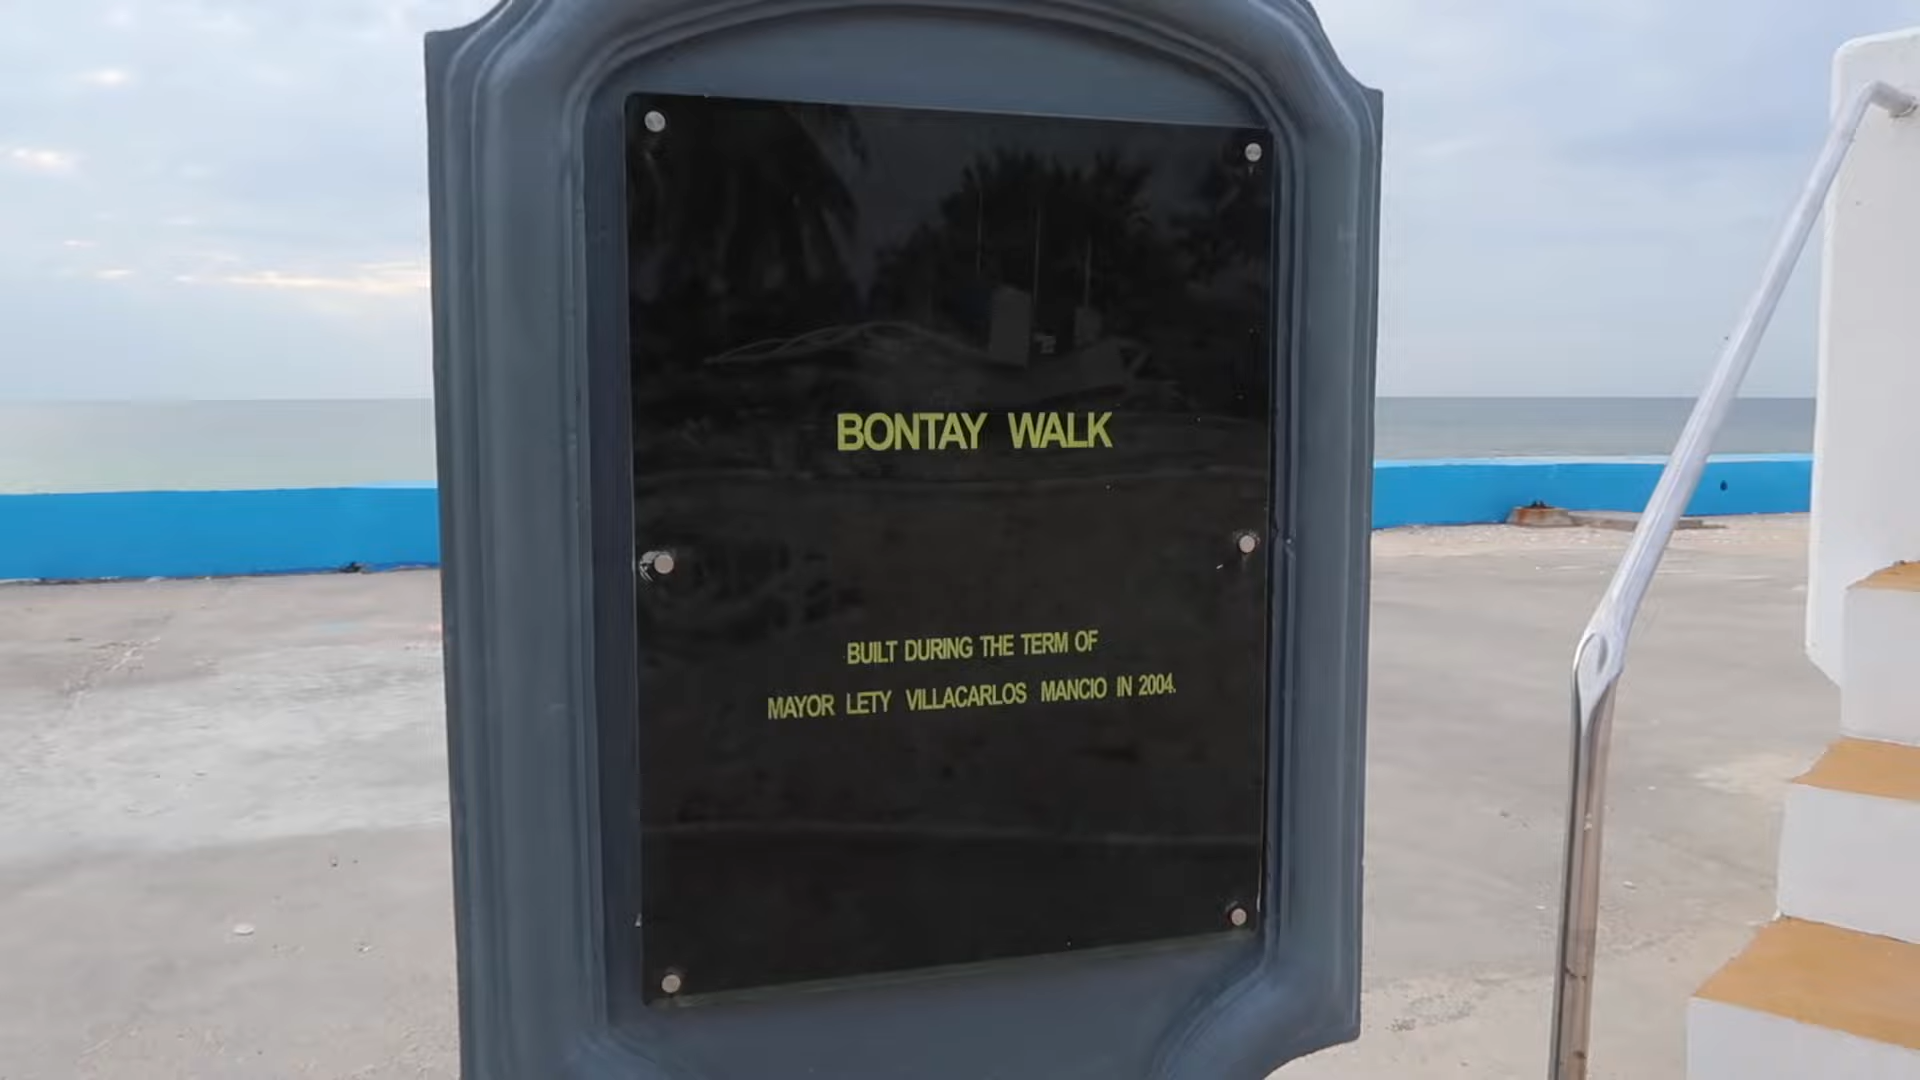 BONTAY WALK
BUILT DURING THE TERM OF
MAYOR LETY VILLACARLOS MANCIO IN 2004.